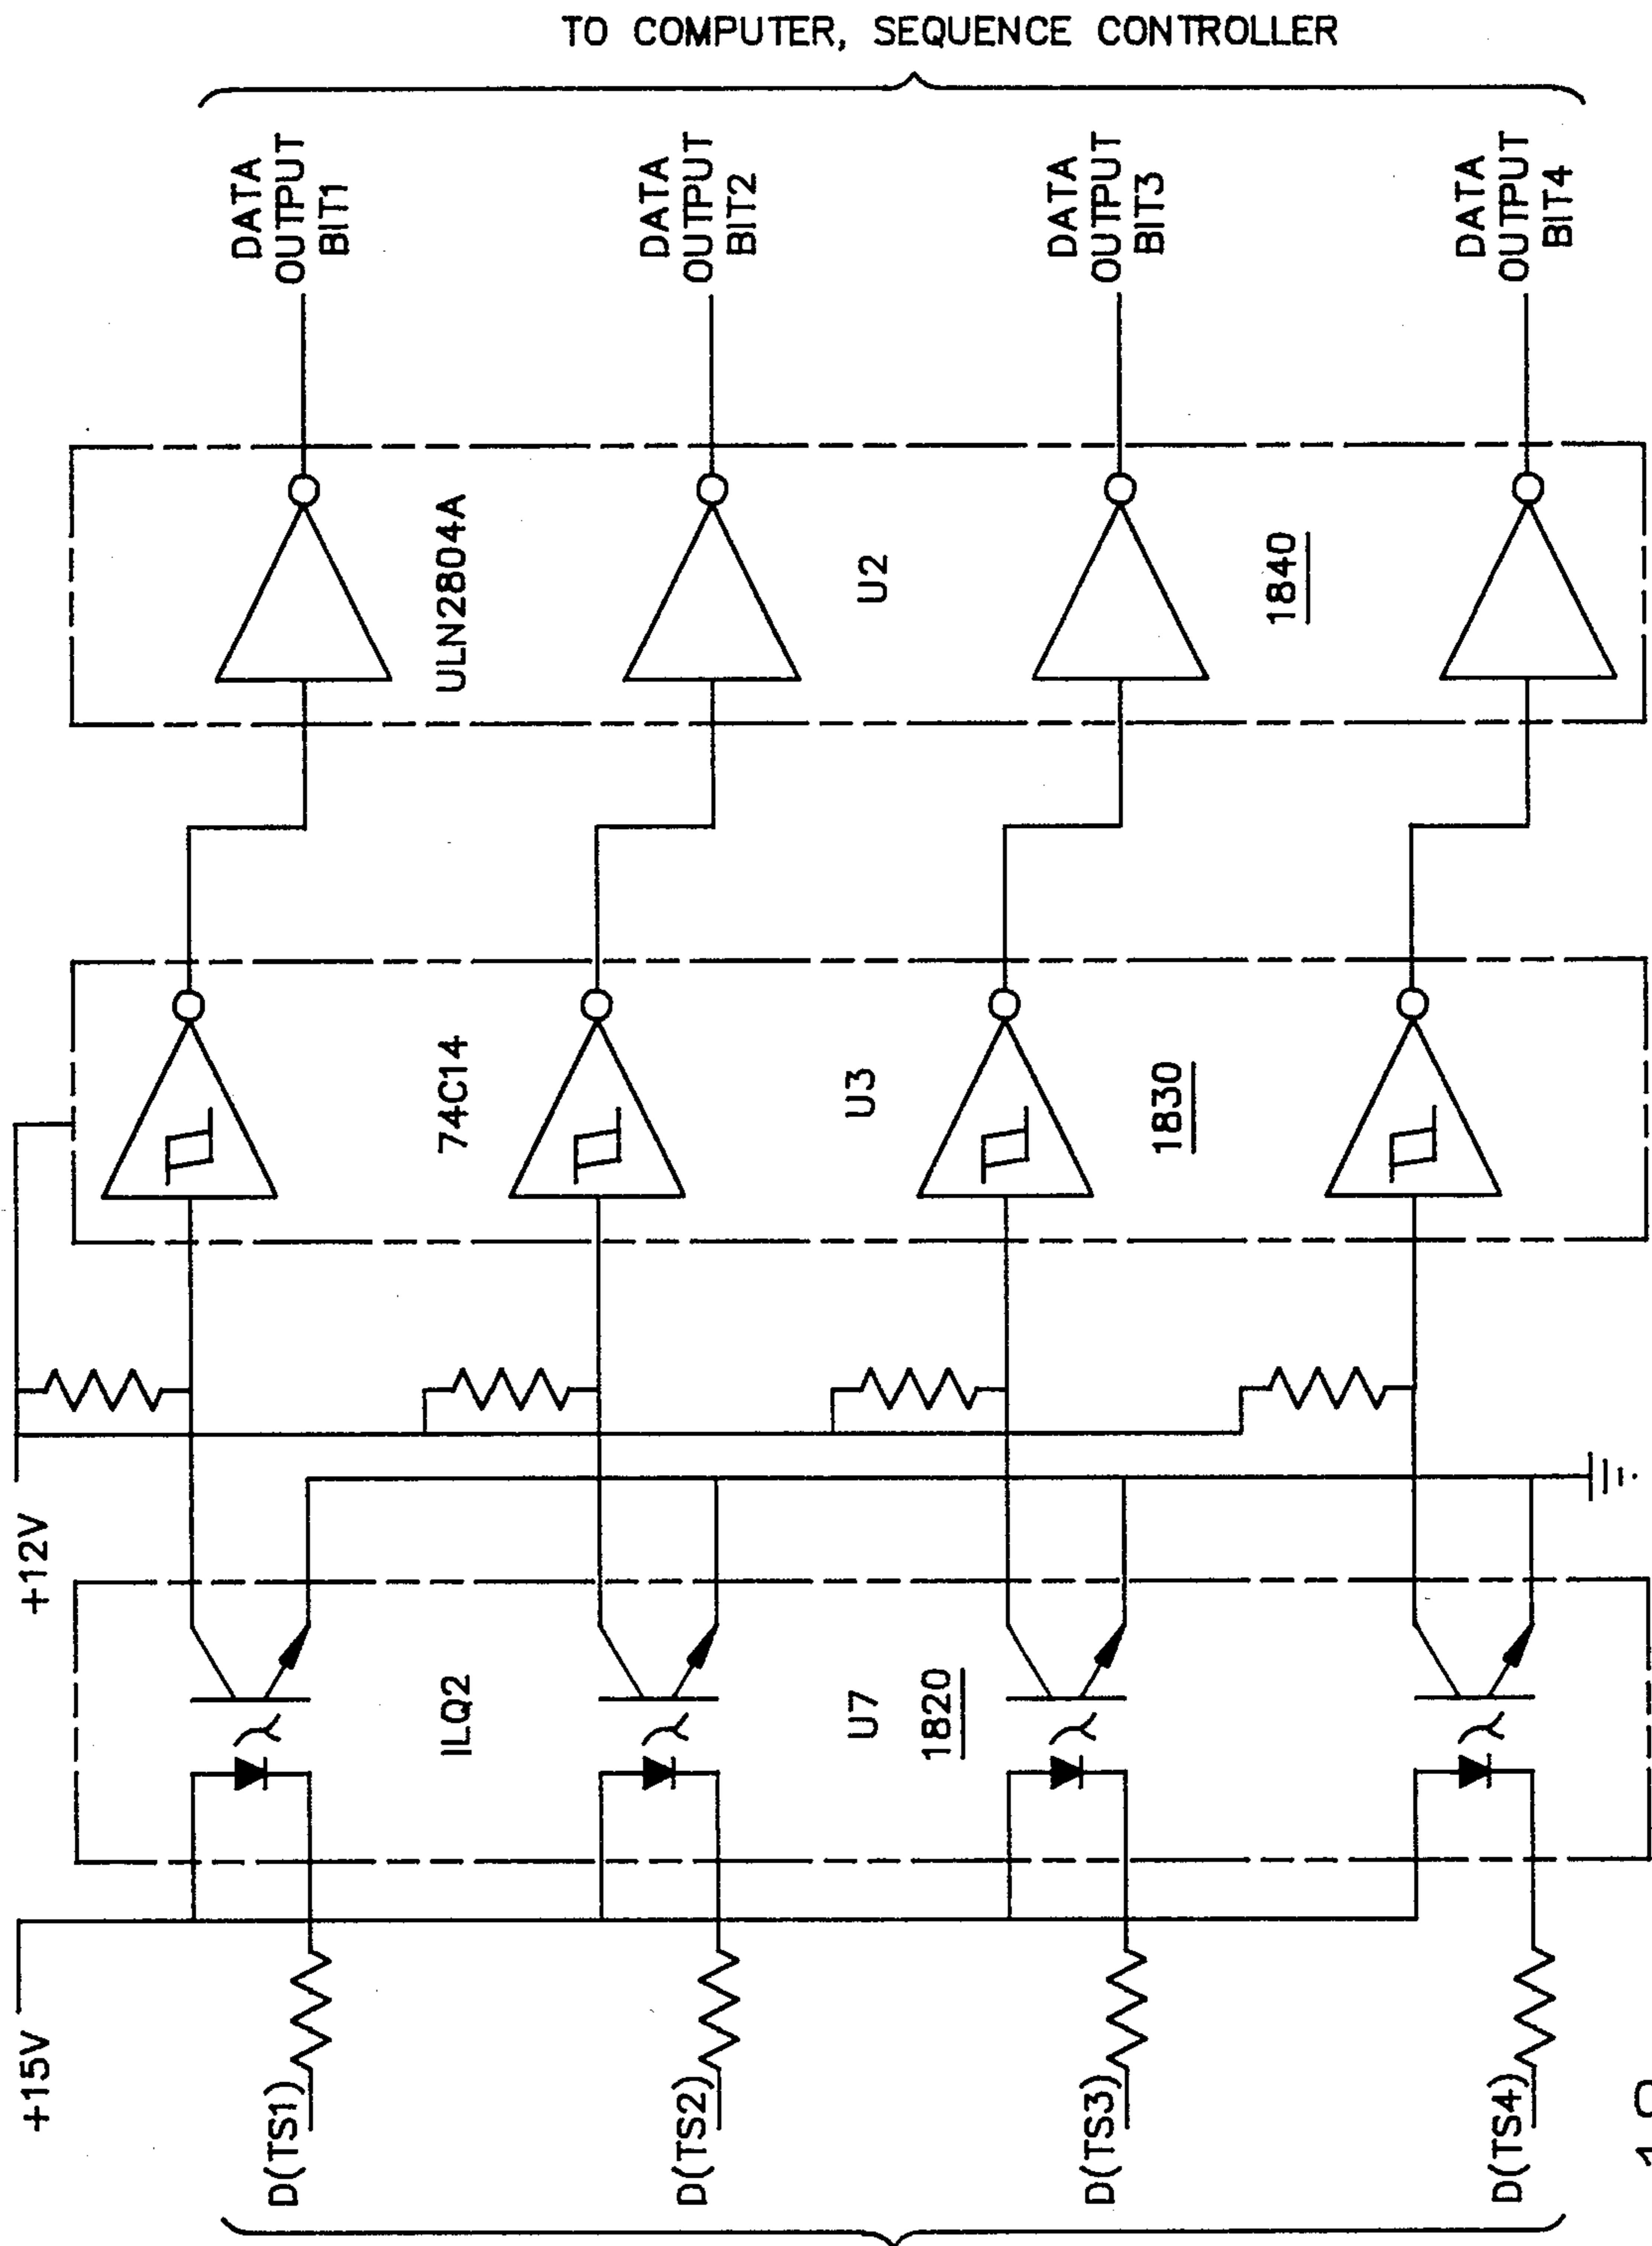 TO COMPUTER, SEQUENCE CONTROLLER
DATA
OUTPUT
BIT1
DATA
OUTPUT
BIT2
DATA
OUTPUT
BIT3
DATA
OUTPUT
BIT4
ULN2804A
U2
1840
74C14
U3
1830
+12V
ILQ2
U7
1820
+15V
D(TS1)
D(TS2)
D(TS3)
D(TS4)